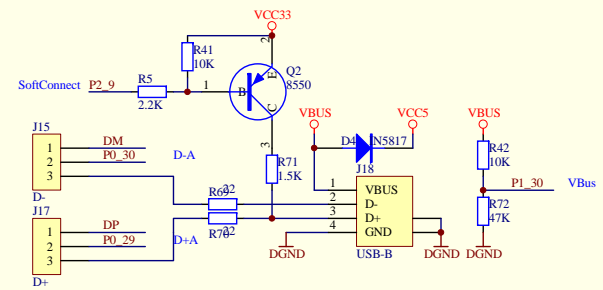 VCC33
R41
10K
2
E
Q2
8550
SoftConnect
P2_9
R5
2.2K
1
B
C
3
VBUS
VCC5
VBUS
D4
N5817
J15
1
DM
2
P0_30
D-A
3
D-
R71
1.5K
J18
R42
10K
P1_30
VBus
R69
22
1
VBUS
2
D-
3
D+
4
GND
R72
47K
J17
1
DP
2
P0_29
D+A
3
D+
R70
22
DGND
USB-B
DGND
DGND